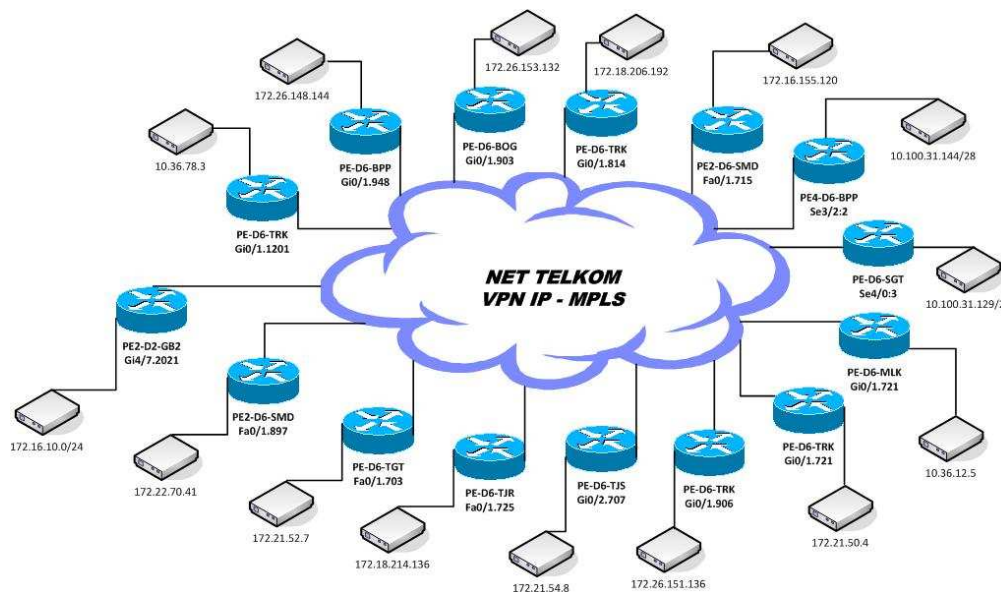 172.26.153.132
172.18.206.192
172.16.155.120
172.26.148.144
10.100.31.144/28
10.36.78.3
PE-D6-BPP
Gi0/1.948
PE-D6-BOG
Gi0/1.903
PE-D6-TRK
Gi0/1.814
PE2-D6-SMD
Fa0/1.715
PE4-D6-BPP
Se3/2:2
PE-D6-TRK
Gi0/1.1201
PE-D6-SGT
Se4/0:3
10.100.31.129/2
NET TELKOM
VPN IP - MPLS
PE2-D2-GB2
Gi4/7.2021
PE-D6-MLK
Gi0/1.721
PE2-D6-SMD
Fa0/1.897
172.16.10.0/24
PE-D6-TGT
Fa0/1.703
PE-D6-TJR
Fa0/1.725
PE-D6-TJS
Gi0/2.707
PE-D6-TRK
Gi0/1.906
PE-D6-TRK
Gi0/1.721
10.36.12.5
172.22.70.41
172.21.52.7
172.18.214.136
172.21.54.8
172.26.151.136
172.21.50.4